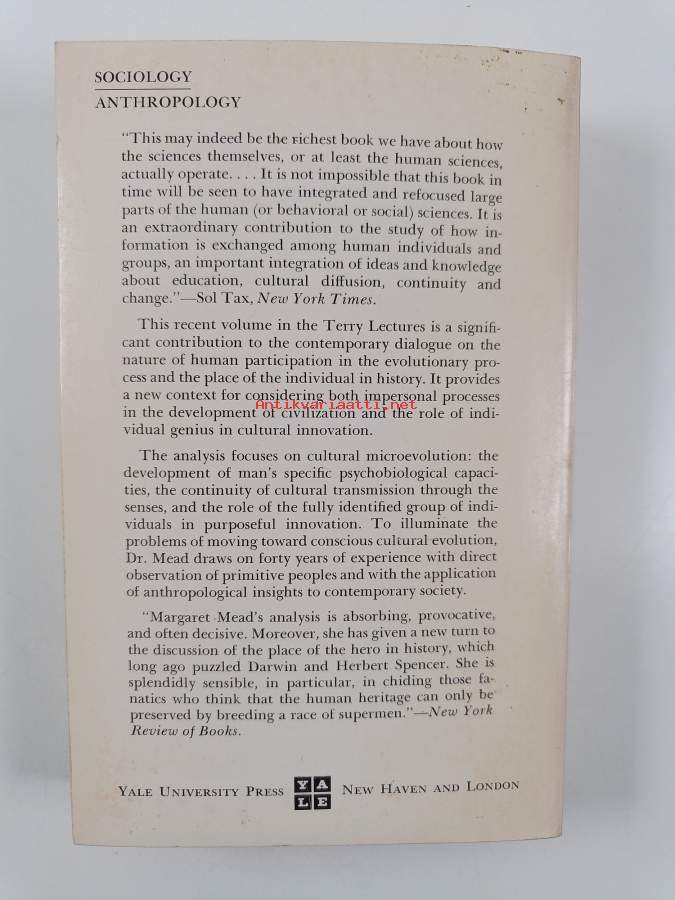 SOCIOLOGY
ANTHROPOLOGY
"This may indeed be the richest book we have about how
the sciences themselves, or at least the human sciences,
actually operate. . . . It is not impossible that this book in
time will be seen to have integrated and refocused large
parts of the human (or behavioral or social) sciences. It is
an extraordinary contribution to the study of how in-
formation is exchanged among human individuals and
groups, an important integration of ideas and knowledge
about education, cultural diffusion, continuity and
change."—Sol Tax, New York Times.
This recent volume in the Terry Lectures is a signifi-
cant contribution to the contemporary dialogue on the
nature of human participation in the evolutionary pro-
cess and the place of the individual in history. It provides
a new context for considering both impersonal processes
Antikvariaatti.net
in the development of civilization and the role of indi-
vidual genius in cultural innovation.
The analysis focuses on cultural microevolution: the
development of man's specific psychobiological capaci-
ties, the continuity of cultural transmission through the
senses, and the role of the fully identified group of indi-
viduals in purposeful innovation. To illuminate the
problems of moving toward conscious cultural evolution,
Dr. Mead draws on forty years of experience with direct
observation of primitive peoples and with the application
of anthropological insights to contemporary society.
"Margaret Mead's analysis is absorbing, provocative,
and often decisive. Moreover, she has given a new turn to
the discussion of the place of the hero in history, which
long ago puzzled Darwin and Herbert Spencer. She is
splendidly sensible, in particular, in chiding those fa-
natics who think that the human heritage can only be
preserved by breeding a race of supermen."—New York
Review of Books.
YALE UNIVERSITY PRESS YALE NEW HAVEN AND LONDON